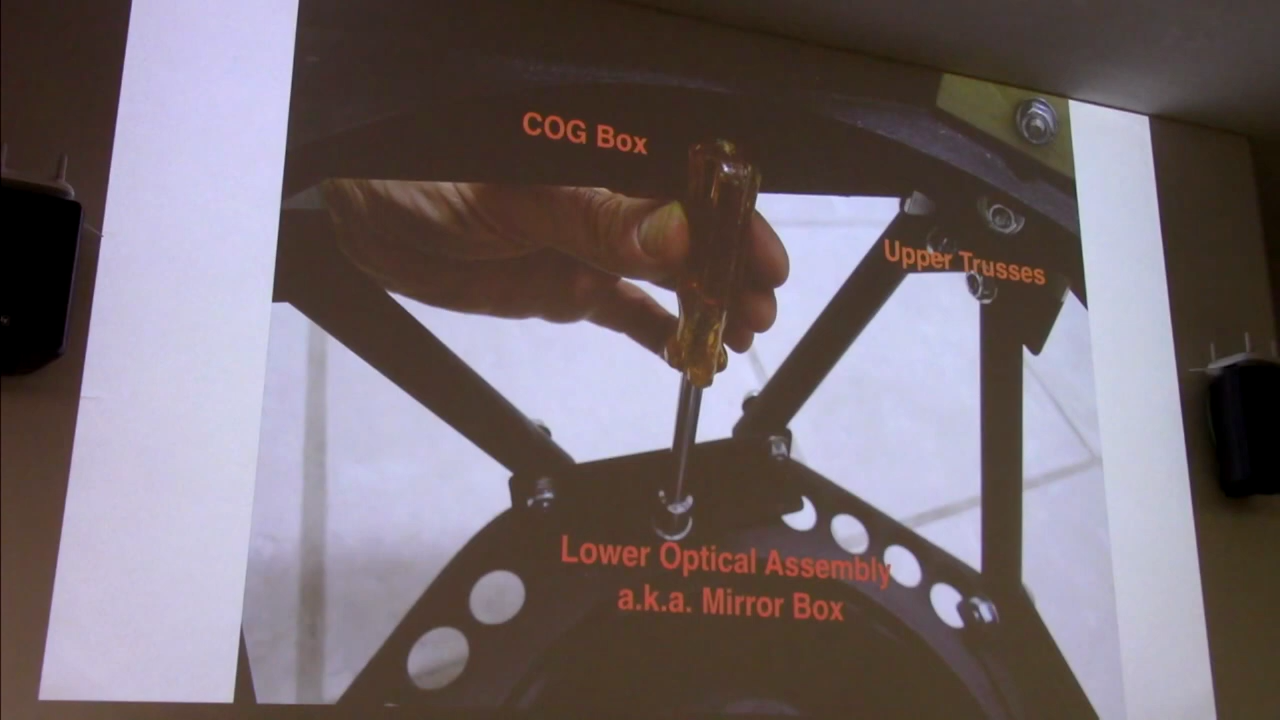 COG Box
Upper Trusses
Lower Optical Assembly
a.k.a. Mirror Box